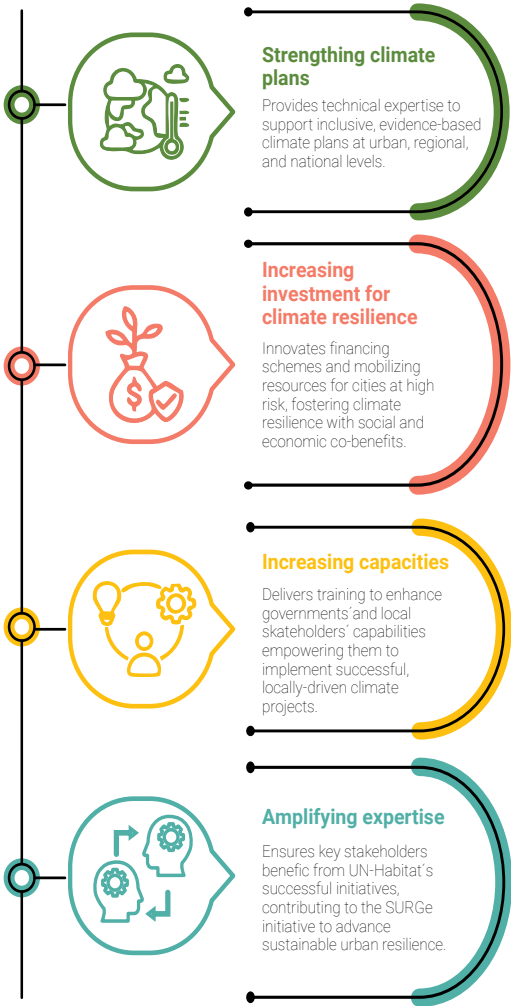 Strengthing climate
plans
Provides technical expertise to
support inclusive, evidence-based
climate plans at urban, regional,
and national levels.
Increasing
investment for
climate resilience
Innovates financing
schemes and mobilizing
resources for cities at high
risk, fostering climate
resilience with social and
economic co-benefits.
$
Increasing capacities
Delivers training to enhance
governments´and local
skateholders´ capabilities
empowering them to
implement successful,
locally-driven climate
projects.
Amplifying expertise
Ensures key stakeholders
benefic from UN-Habitat´s
successful initiatives,
contributing to the SURGe
initiative to advance
sustainable urban resilience.